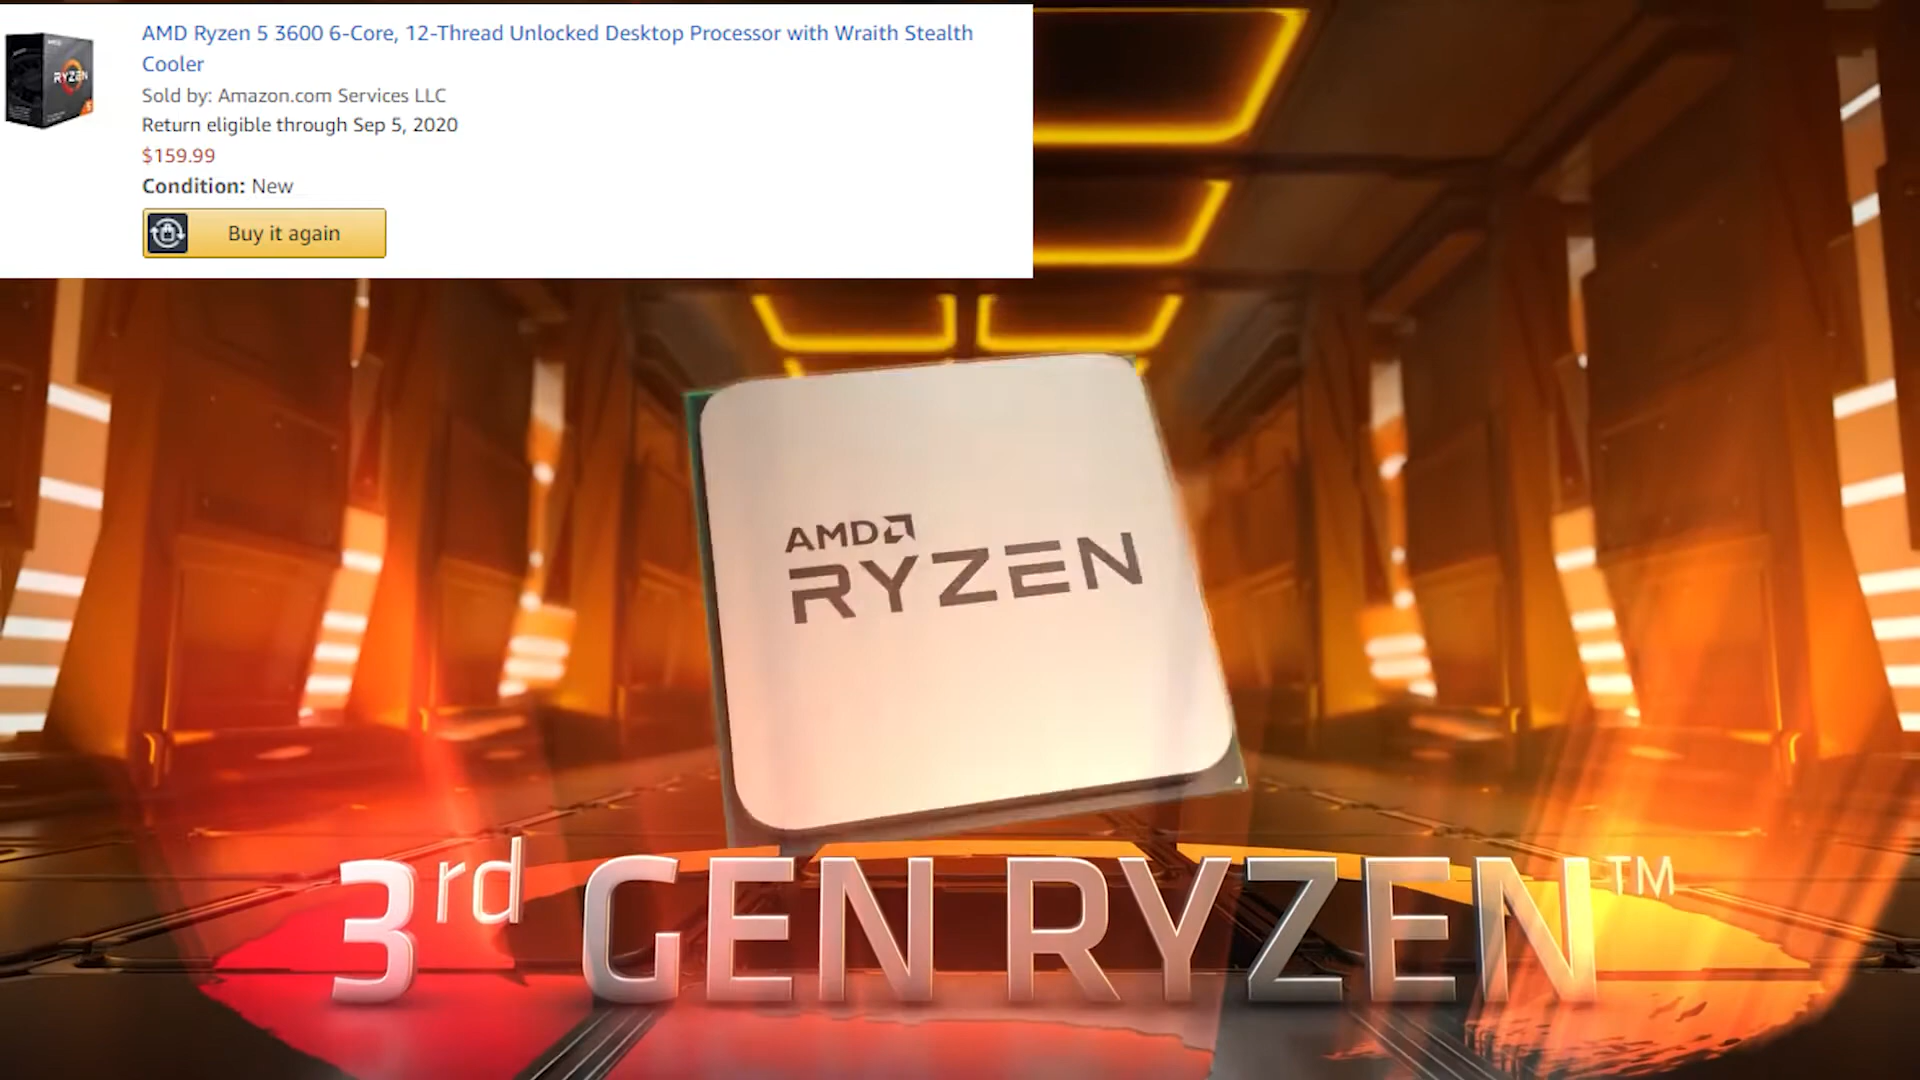 AMD Ryzen 5 3600 6-Core, 12-Thread Unlocked Desktop Processor with Wraith Stealth
Cooler
Sold by: Amazon.com Services LLC
Return eligible through Sep 5, 2020
$159.99
Condition: New
Buy it again
RYZEN
AMD
RYZEN
3rd GEN RYZEN™